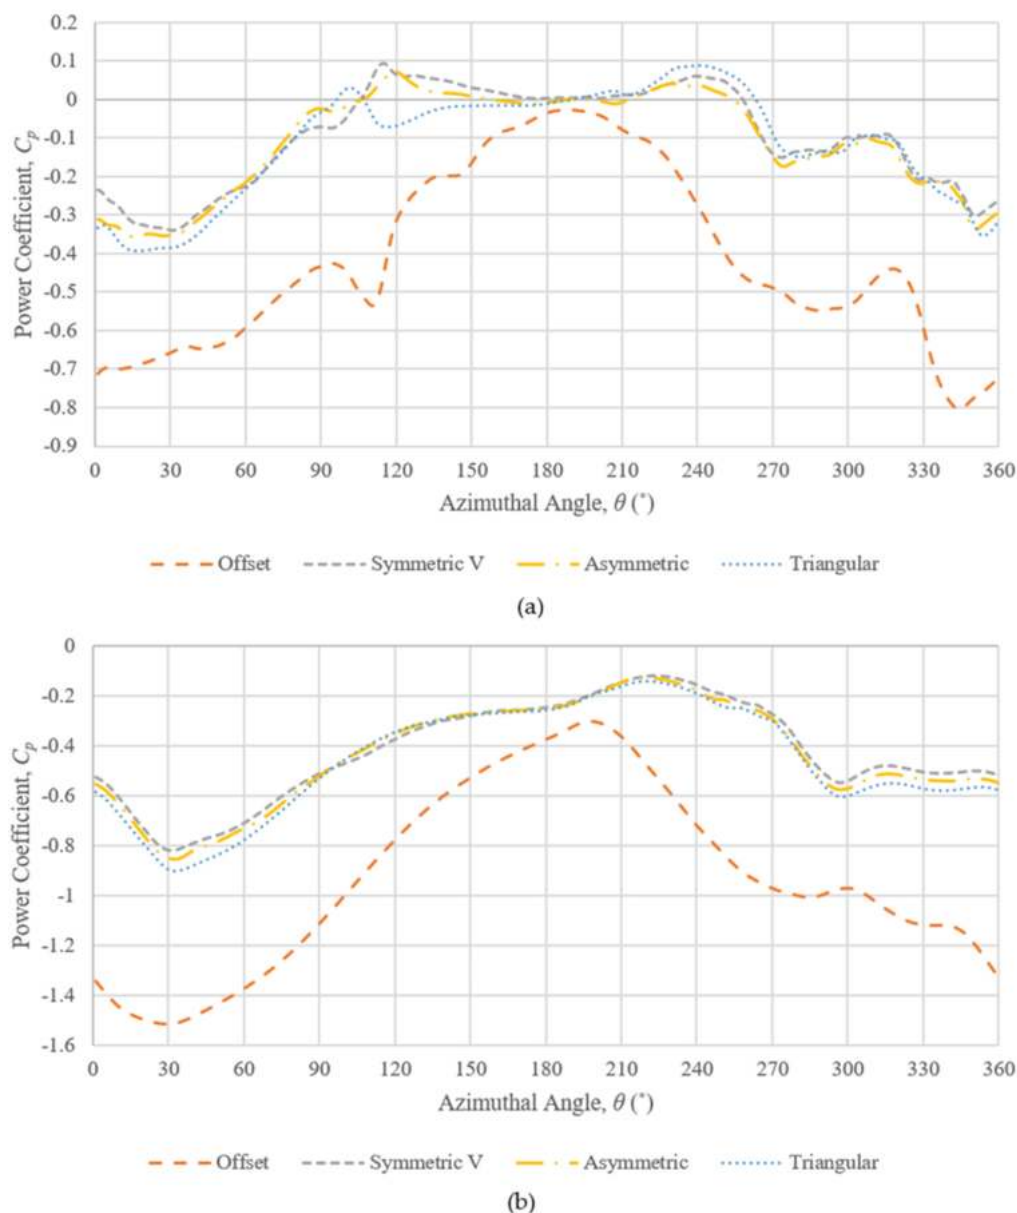 0.2
0.1
0
-0.1
-0.2
-0.3
-0.4
-0.5
-0.6
-0.7
-0.8
-0.9
Power Coefficient, Cp
0 30 60 90 120 150 180 210 240 270 300 330 360
Azimuthal Angle, θ (°)
Offset Symmetric V Asymmetric Triangular
(a)
0
-0.2
-0.4
-0.6
-0.8
-1
-1.2
-1.4
-1.6
Power Coefficient, Cp
0 30 60 90 120 150 180 210 240 270 300 330 360
Azimuthal Angle, θ (°)
Offset Symmetric V Asymmetric Triangular
(b)